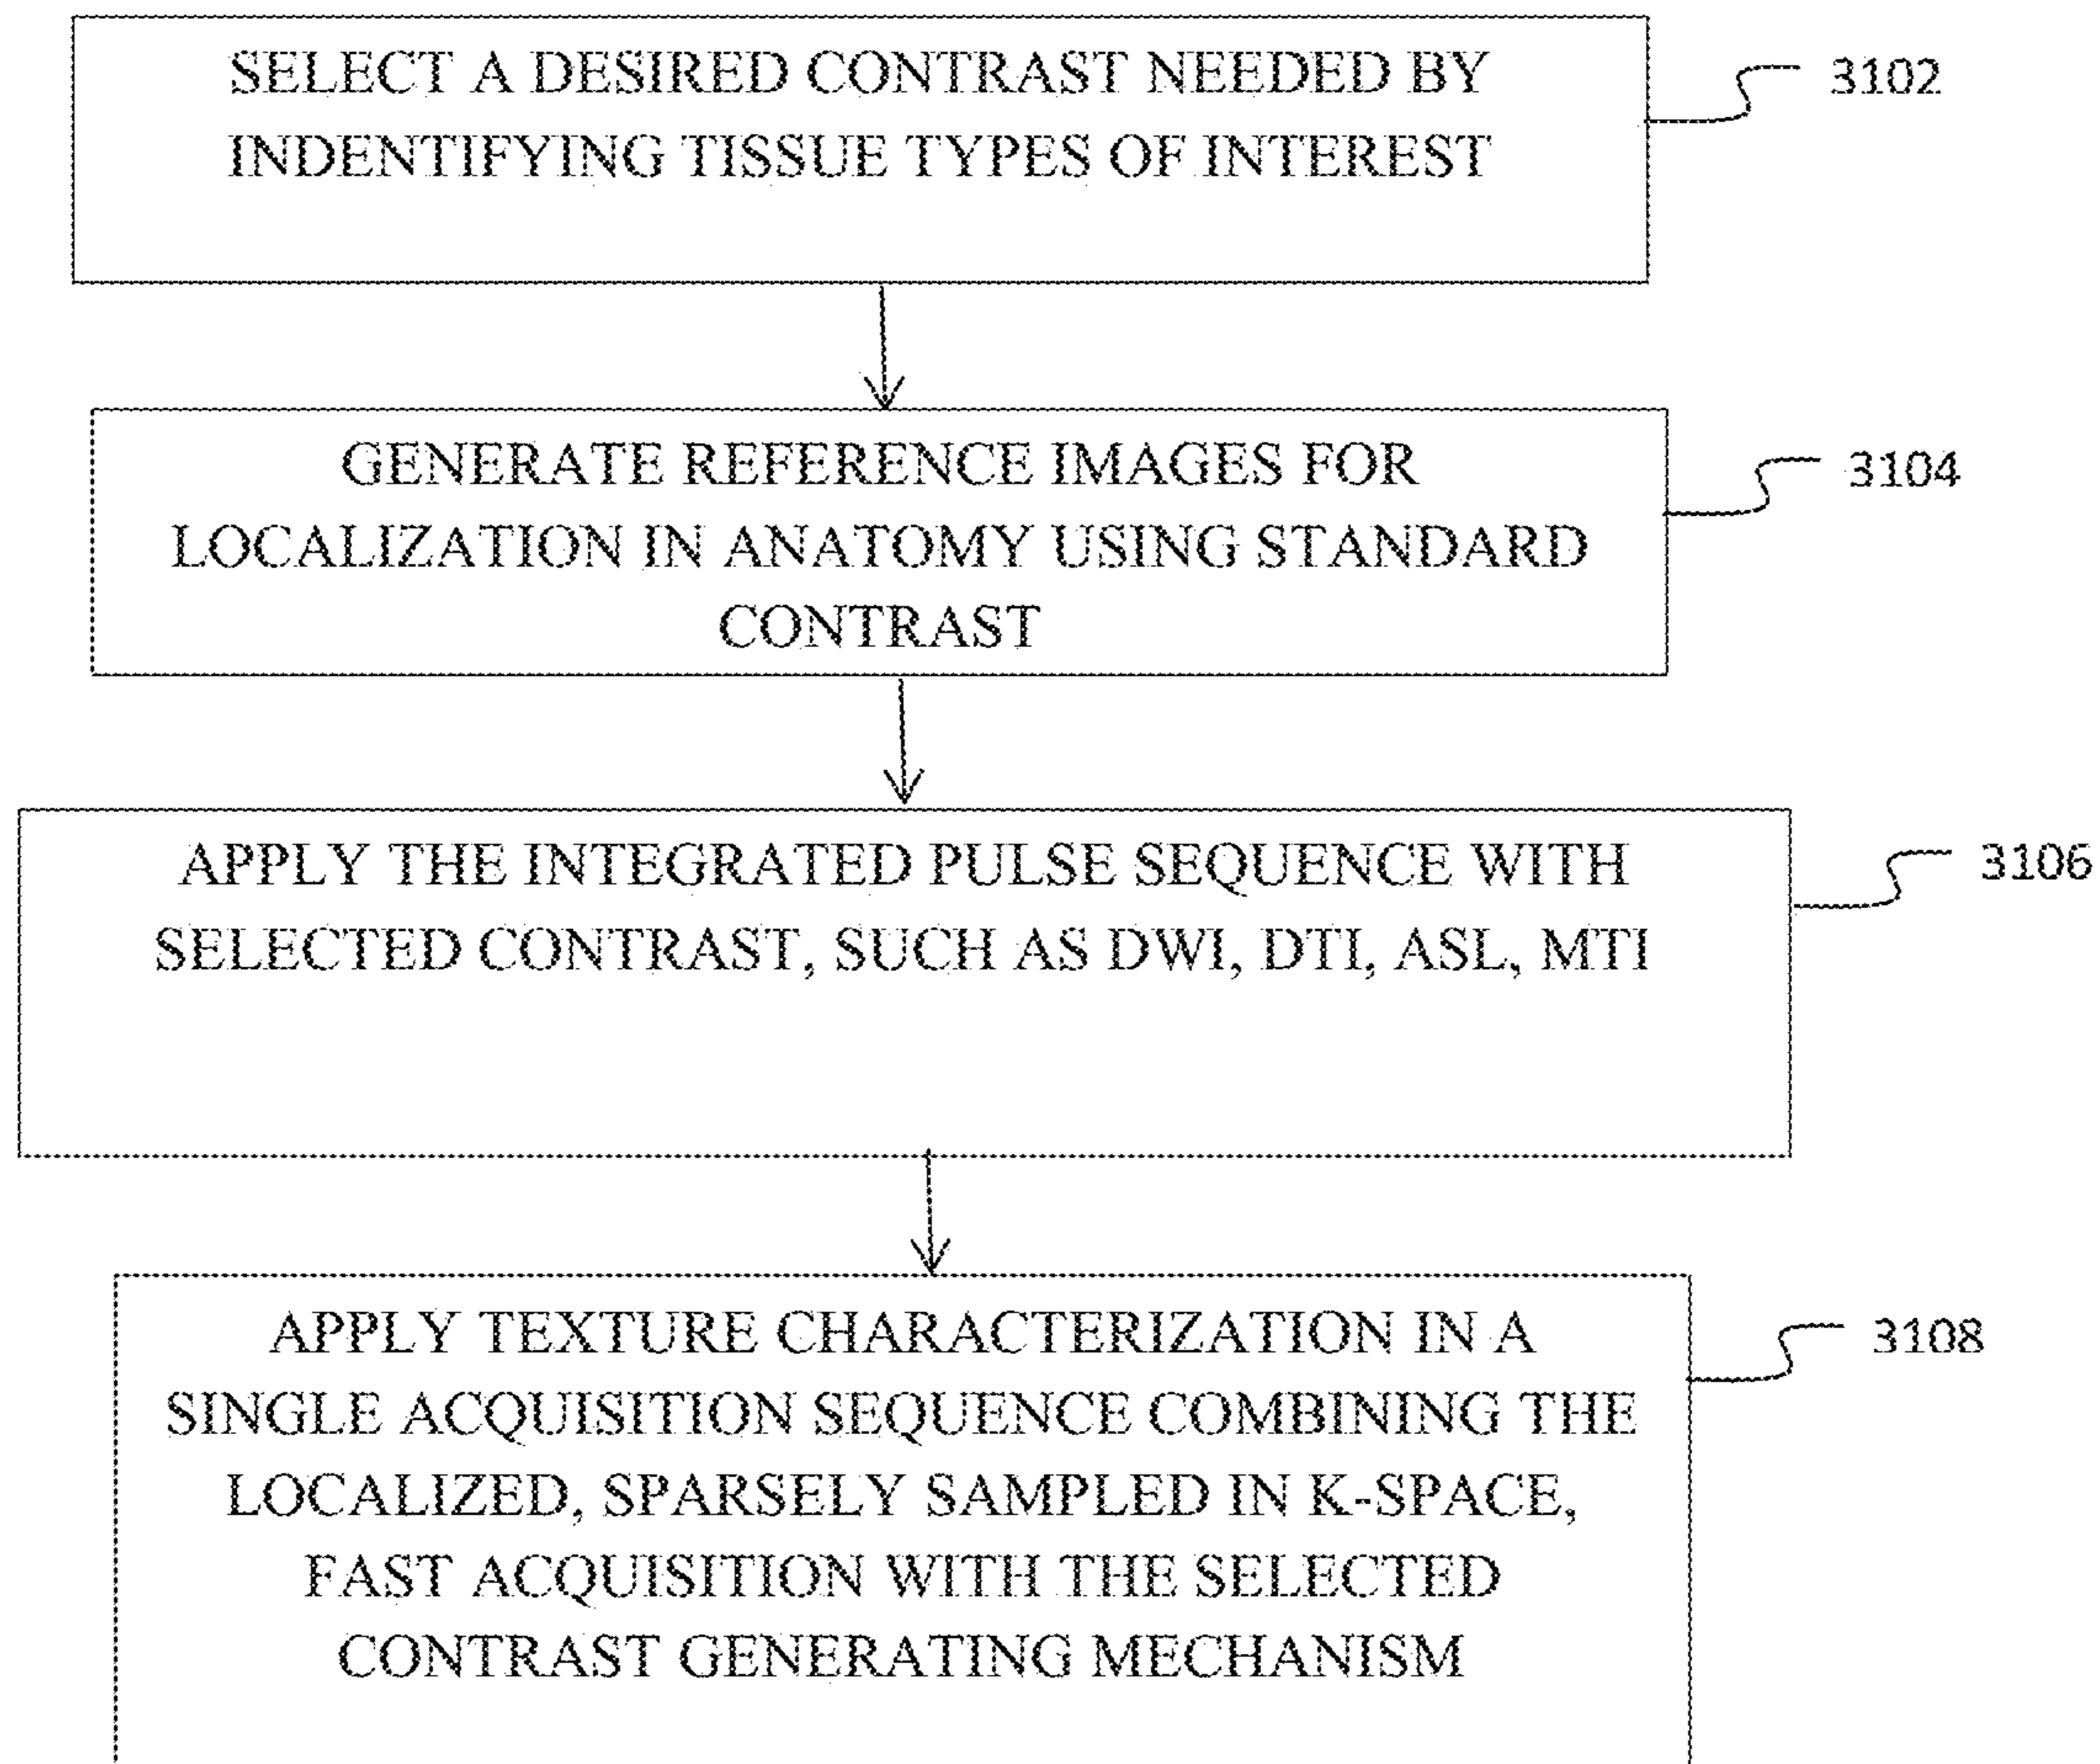 SELECT A DESIRED CONTRAST NEEDED BY
INDENTIFYING TISSUE TYPES OF INTEREST
3102
GENERATE REFERENCE IMAGES FOR
LOCALIZATION IN ANATOMY USING STANDARD
CONTRAST
3104
APPLY THE INTEGRATED PULSE SEQUENCE WITH
SELECTED CONTRAST, SUCH AS DWI, DTI, ASL, MTI
3106
APPLY TEXTURE CHARACTERIZATION IN A
SINGLE ACQUISITION SEQUENCE COMBINING THE
LOCALIZED, SPARSELY SAMPLED IN K-SPACE,
FAST ACQUISITION WITH THE SELECTED
CONTRAST GENERATING MECHANISM
3108